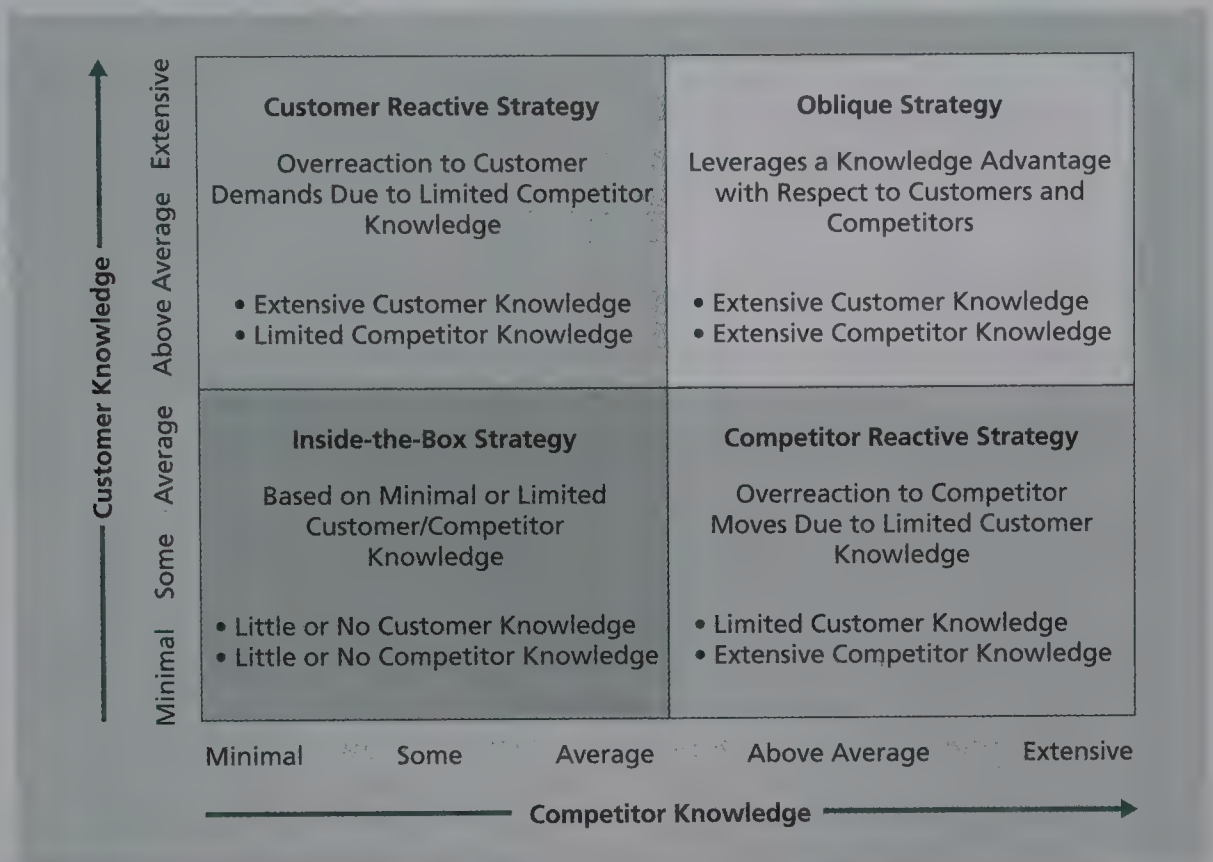 Customer Knowledge
Minimal Some Average Above Average Extensive
Customer Reactive Strategy
Overreaction to Customer
Demands Due to Limited Competitor
Knowledge
• Extensive Customer Knowledge
• Limited Competitor Knowledge
Oblique Strategy
Leverages a Knowledge Advantage
with Respect to Customers and
Competitors
• Extensive Customer Knowledge
• Extensive Competitor Knowledge
Inside-the-Box Strategy
Based on Minimal or Limited
Customer/Competitor
Knowledge
• Little or No Customer Knowledge
• Little or No Competitor Knowledge
Competitor Reactive Strategy
Overreaction to Competitor
Moves Due to Limited Customer
Knowledge
• Limited Customer Knowledge
• Extensive Competitor Knowledge
Minimal Some Average Above Average Extensive
Competitor Knowledge